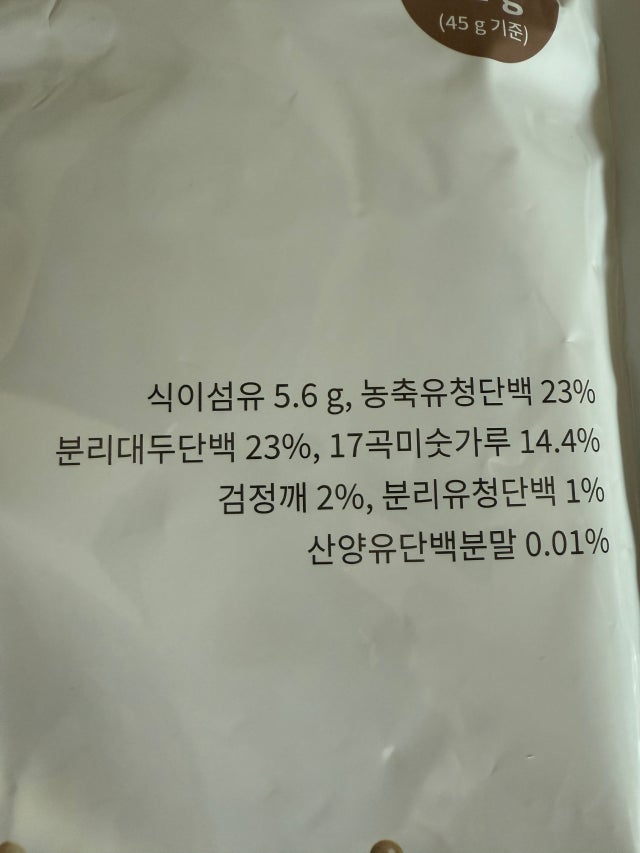 g
(45 g 기준)
식이섬유 5.6 g, 농축유청단백 23%
분리대두단백 23%, 17곡미숫가루 14.4%
검정깨 2%, 분리유청단백 1%
산양유단백분말 0.01%